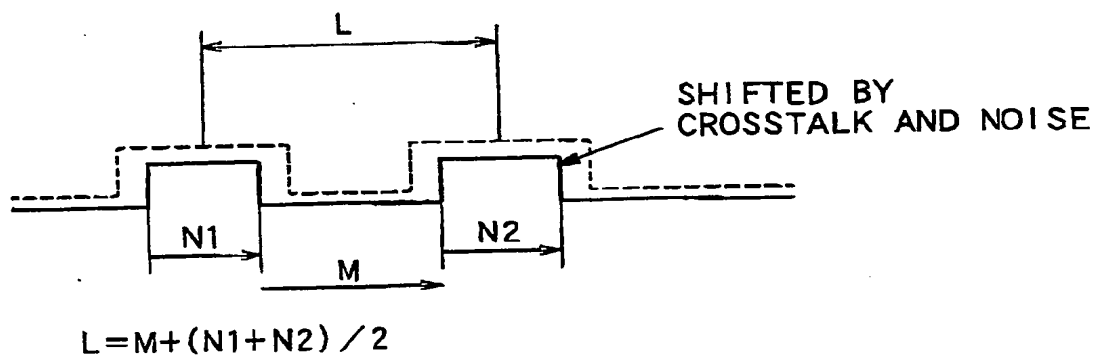 L
SHIFTED BY
CROSSTALK AND NOISE
N1
N2
M
L=M+(N1+N2)/2